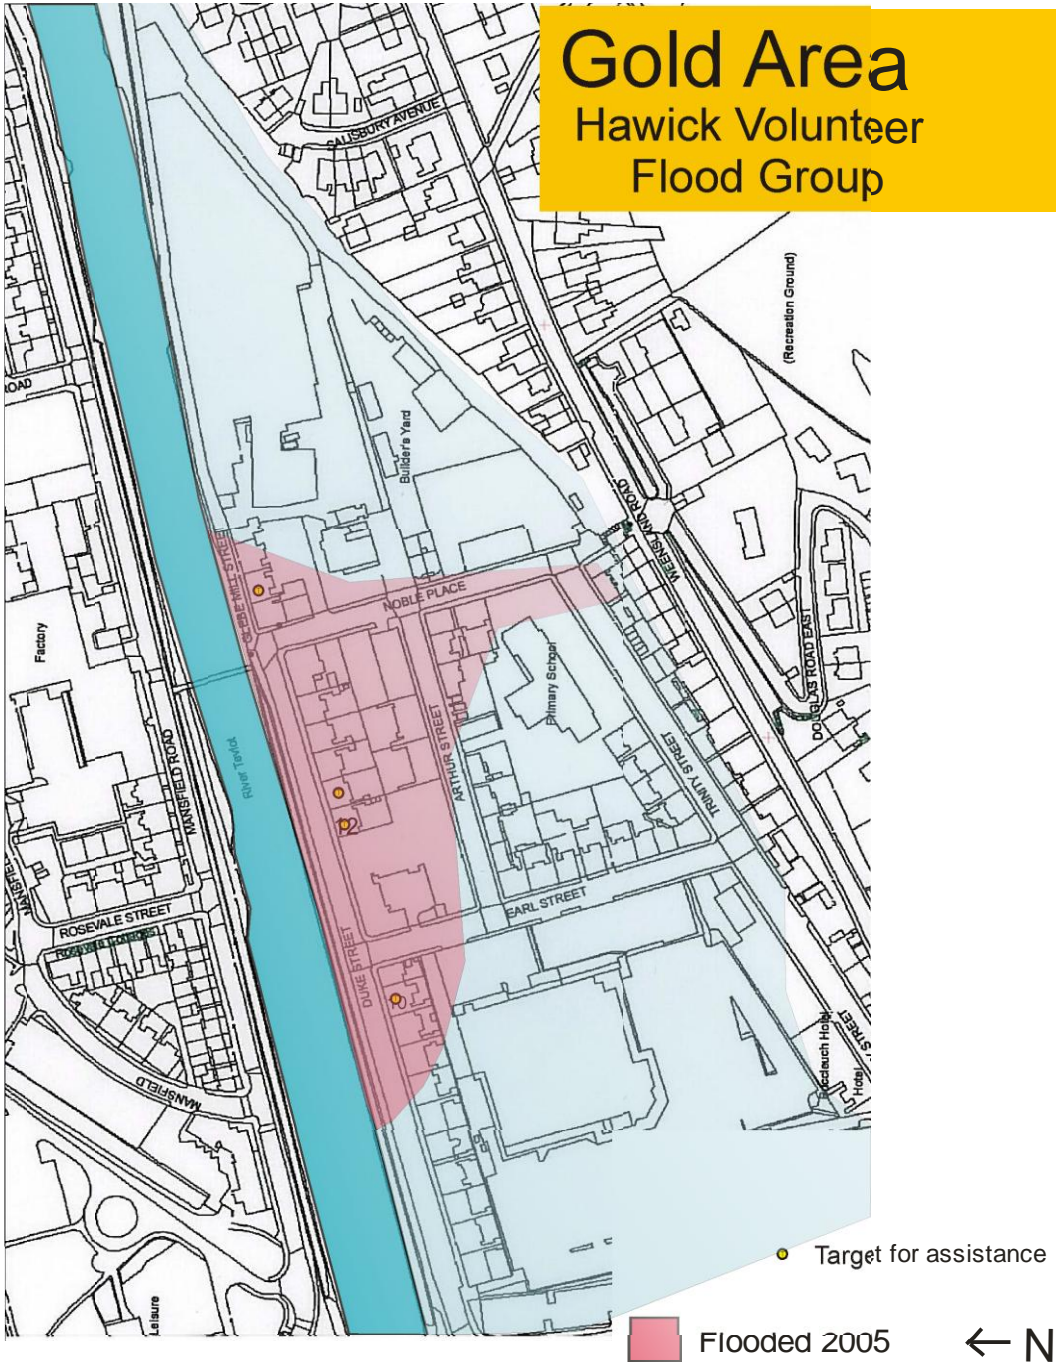 Gold Area
Hawick Volunteer
Flood Group
SALISBURY AVENUE
(Recreation Ground)
ROAD
Builder's Yard
WEENSLAND ROAD
GLEBE MILL STREET
NOBLE PLACE
Factory
DOUGLAS ROAD EAST
Primary School
MANSFIELD ROAD
River Teviot
ARTHUR STREET
TRINITY STREET
12
MANSFIELD
ROSEVALE STREET
EARL STREET
DUKE STREET
Buccleuch Hotel
Hotel
STREET
MANSFIELD
Leisure
Target for assistance
Flooded 2005
← N